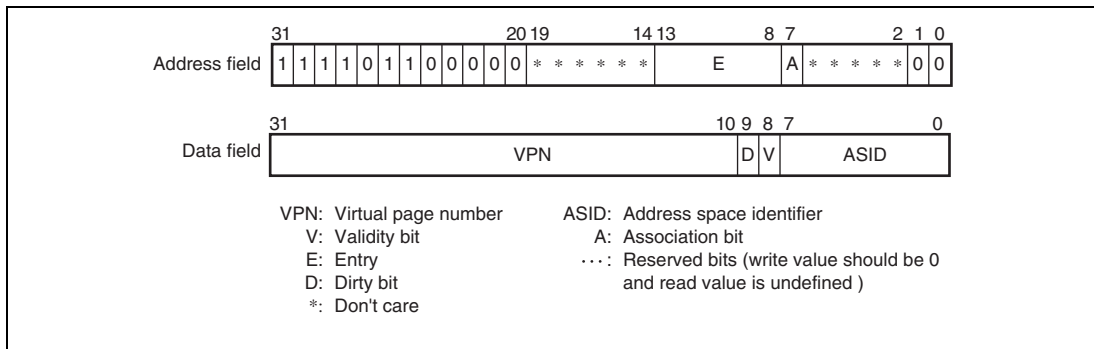 31 20 19 14 13 8 7 2 1 0
Address field 1 1 1 1 0 1 1 0 0 0 0 0 * * * * * * E A * * * * * 0 0
31 10 9 8 7 0
Data field VPN D V ASID
VPN: Virtual page number
V: Validity bit
E: Entry
D: Dirty bit
*: Don't care
ASID: Address space identifier
A: Association bit
···: Reserved bits (write value should be 0
and read value is undefined )